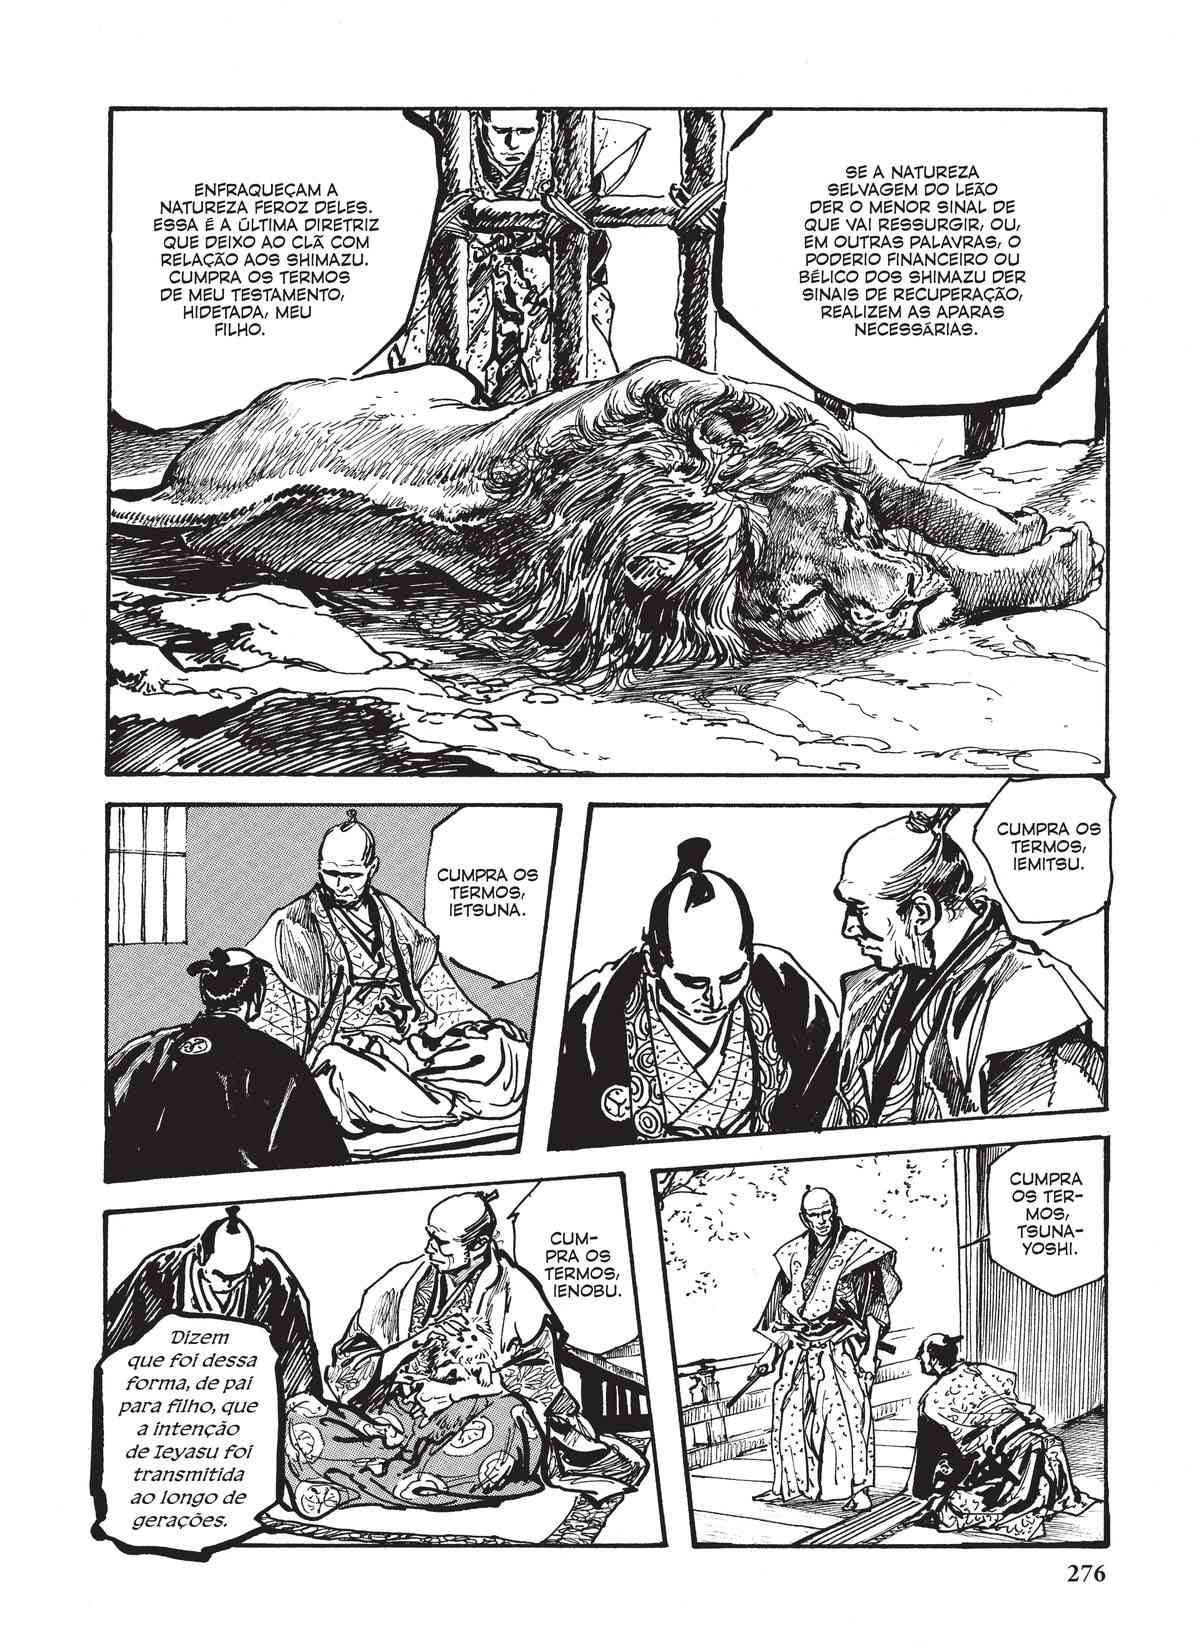 SE A NATUREZA
SELVAGEM DO LEÃO
DER O MENOR SINAL DE
QUE VAI RESSURGIR, OU,
EM OUTRAS PALAVRAS, O
PODERIO FINANCEIRO OU
BÉLICO DOS SHIMAZU DER
SINAIS DE RECUPERAÇÃO,
REALIZEM AS APARAS
NECESSÁRIAS.
ENFRAQUEÇAM A
NATUREZA FEROZ DELES.
ESSA É A ÚLTIMA DIRETRIZ
QUE DEIXO AO CLÃ COM
RELAÇÃO AOS SHIMAZU.
CUMPRA OS TERMOS
DE MEU TESTAMENTO,
HIDETADA, MEU
FILHO.
CUMPRA OS
TERMOS,
IEMITSU.
CUMPRA OS
TERMOS,
IETSUNA.
CUMPRA
OS TER-
MOS,
TSUNA-
YOSHI.
CUM-
PRA OS
TERMOS,
IENOBU.
Dizem
que foi dessa
forma, de pai
para filho, que
a intenção
de Ieyasu foi
transmitida
ao longo de
gerações.
276